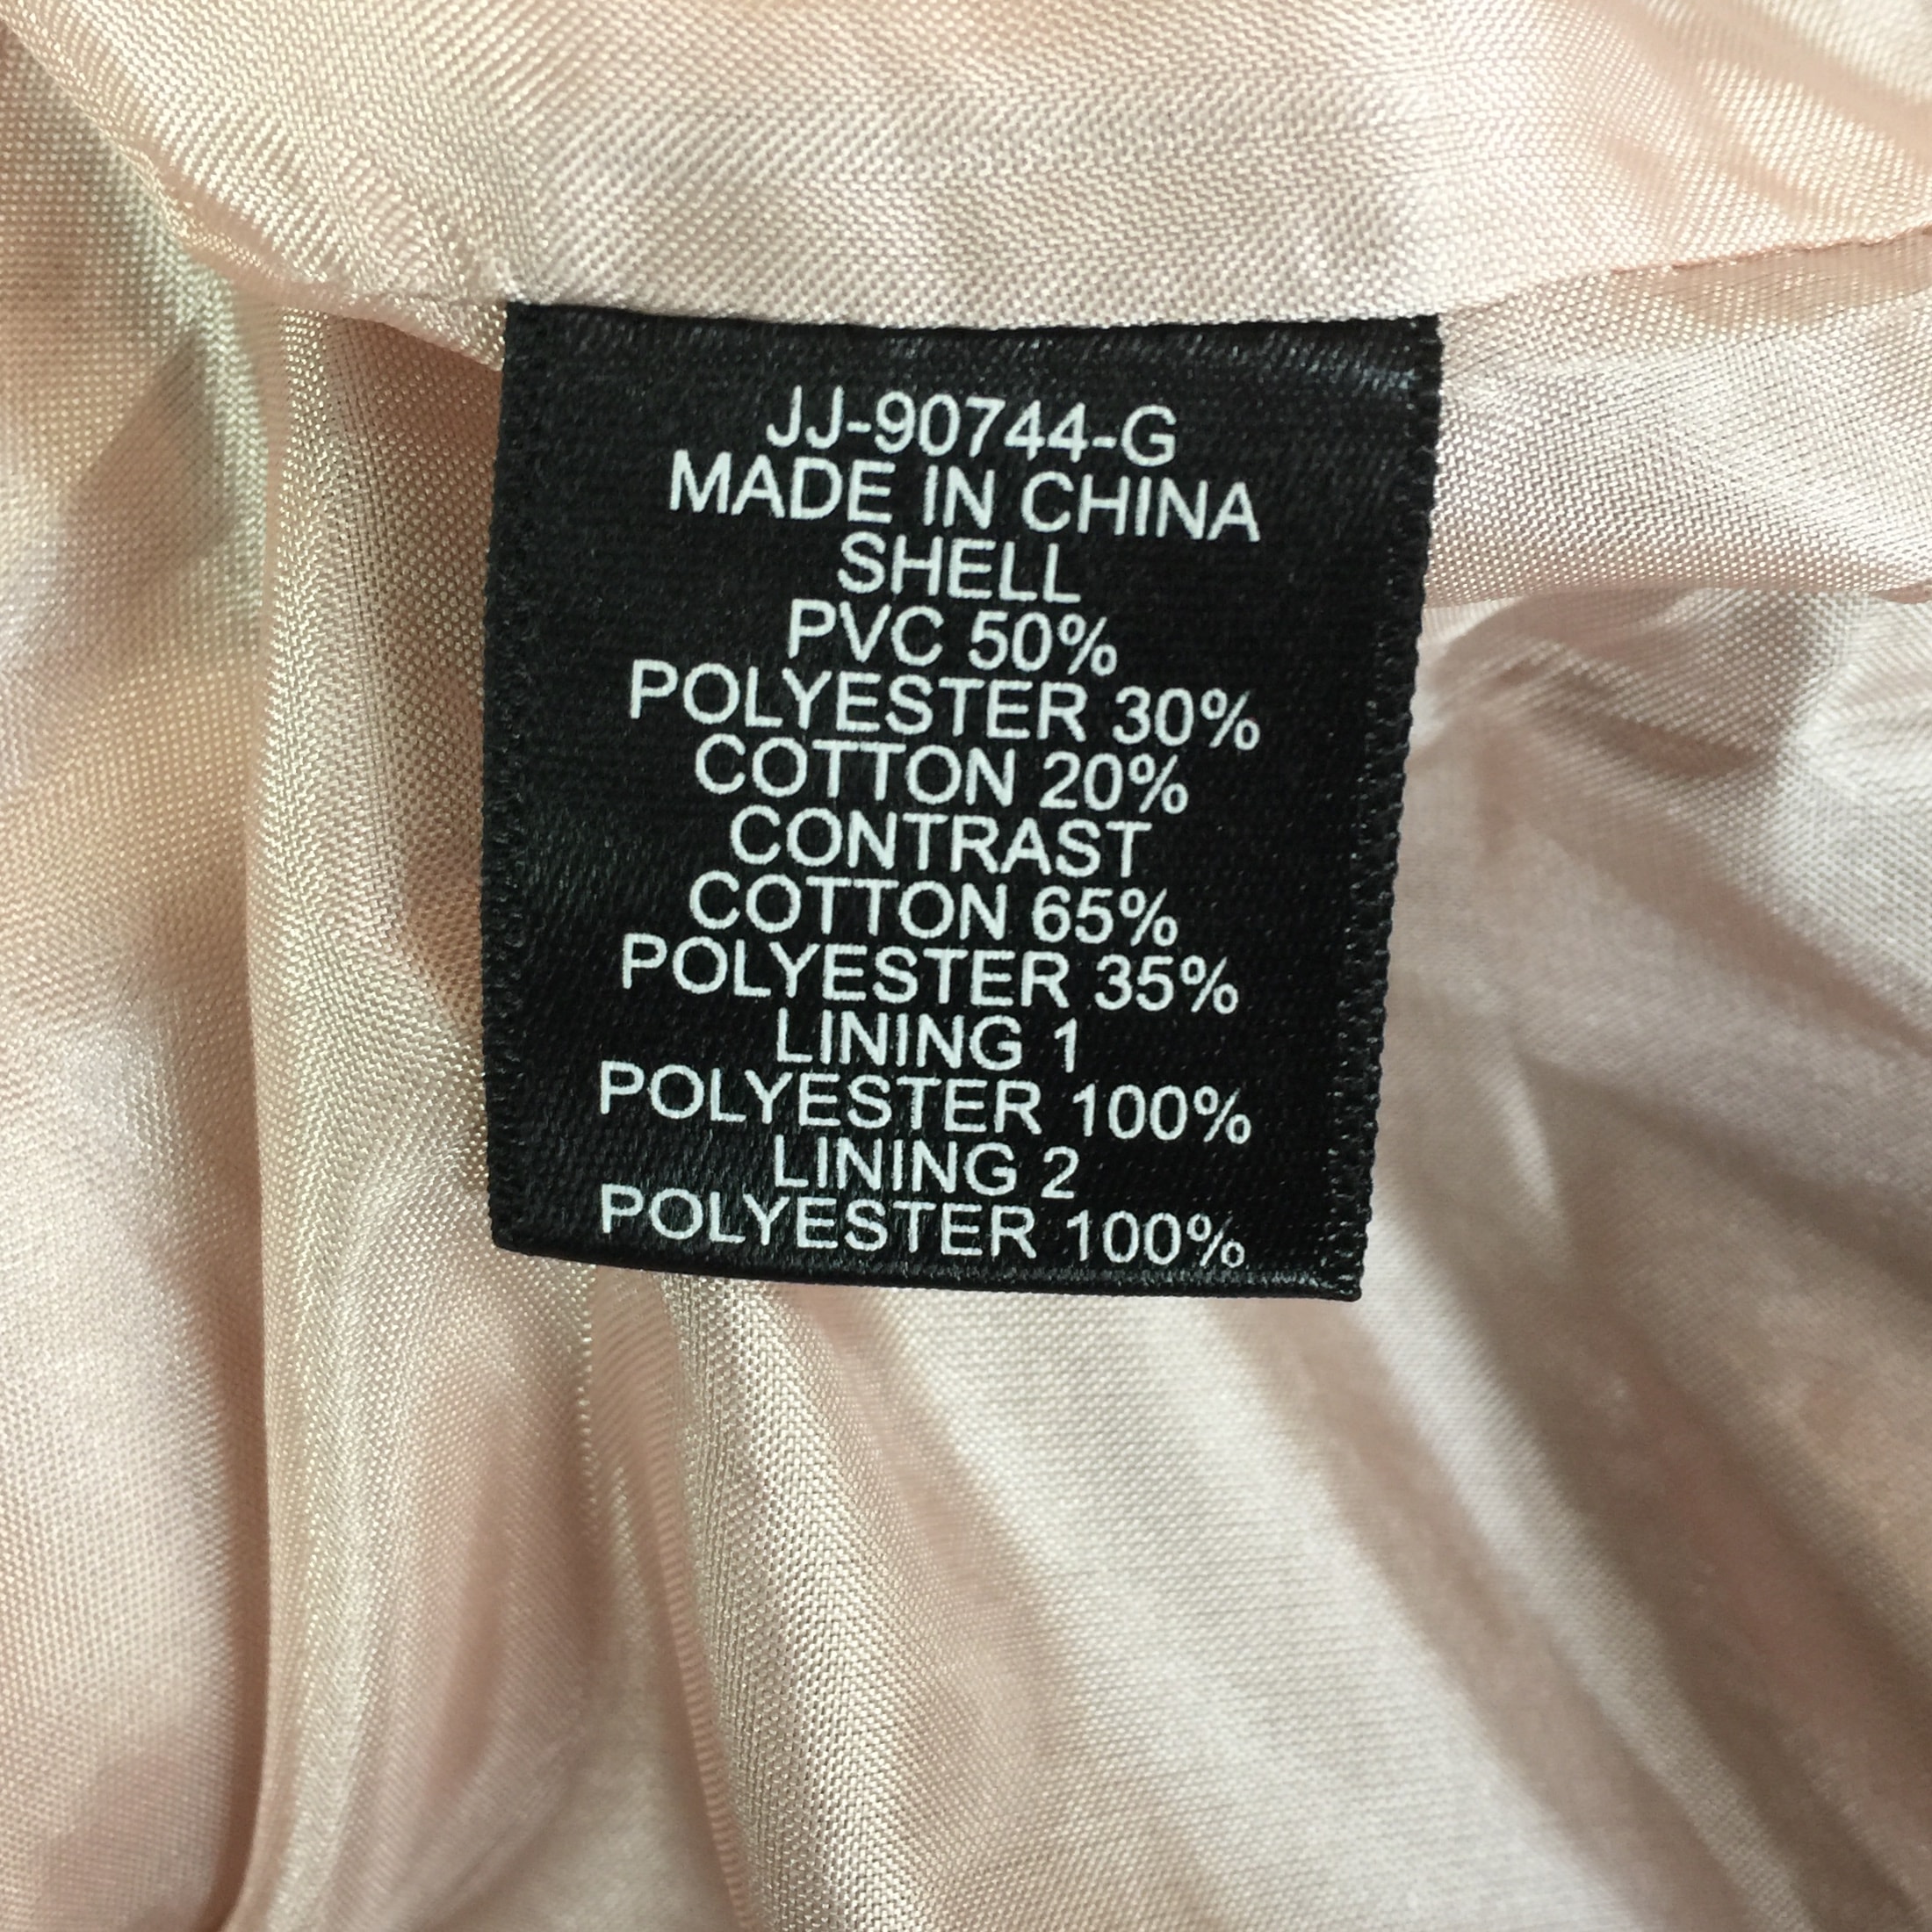 JJ-90744-G
MADE IN CHINA
SHELL
PVC 50%
POLYESTER 30%
COTTON 20%
CONTRAST
COTTON 65%
POLYESTER 35%
LINING 1
POLYESTER 100%
LINING 2
POLYESTER 100%